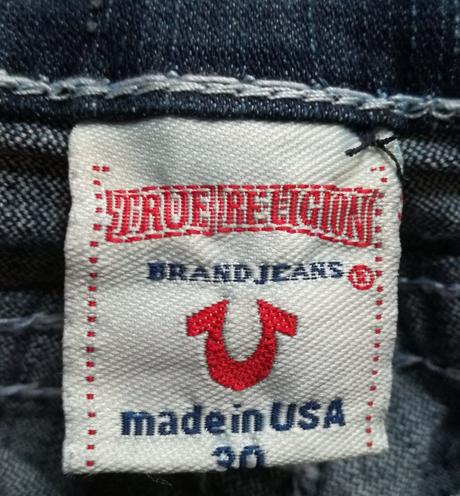 TRUE RELIGION
BRAND JEANS ®
made in USA
30